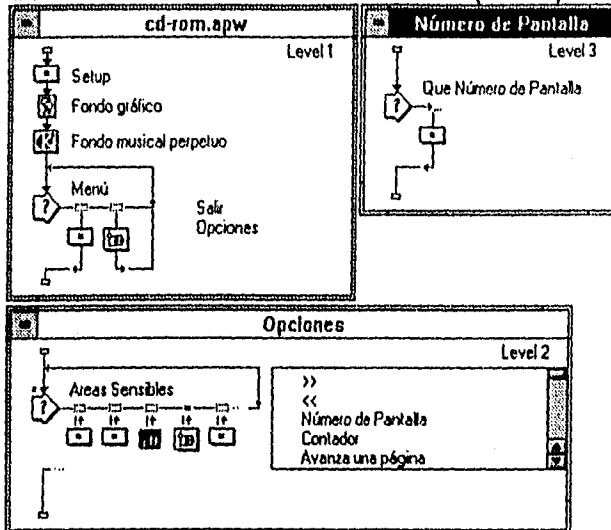 cd-rom.apw
Level 1
Setup
Fondo gráfico
Fondo musical perpetuo
Menú
?
Salir
Opciones
Número de Pantalla
Level 3
Que Número de Pantalla
?
Opciones
Level 2
Areas Sensibles
?
>>
<<
Número de Pantalla
Contador
Avanza una página